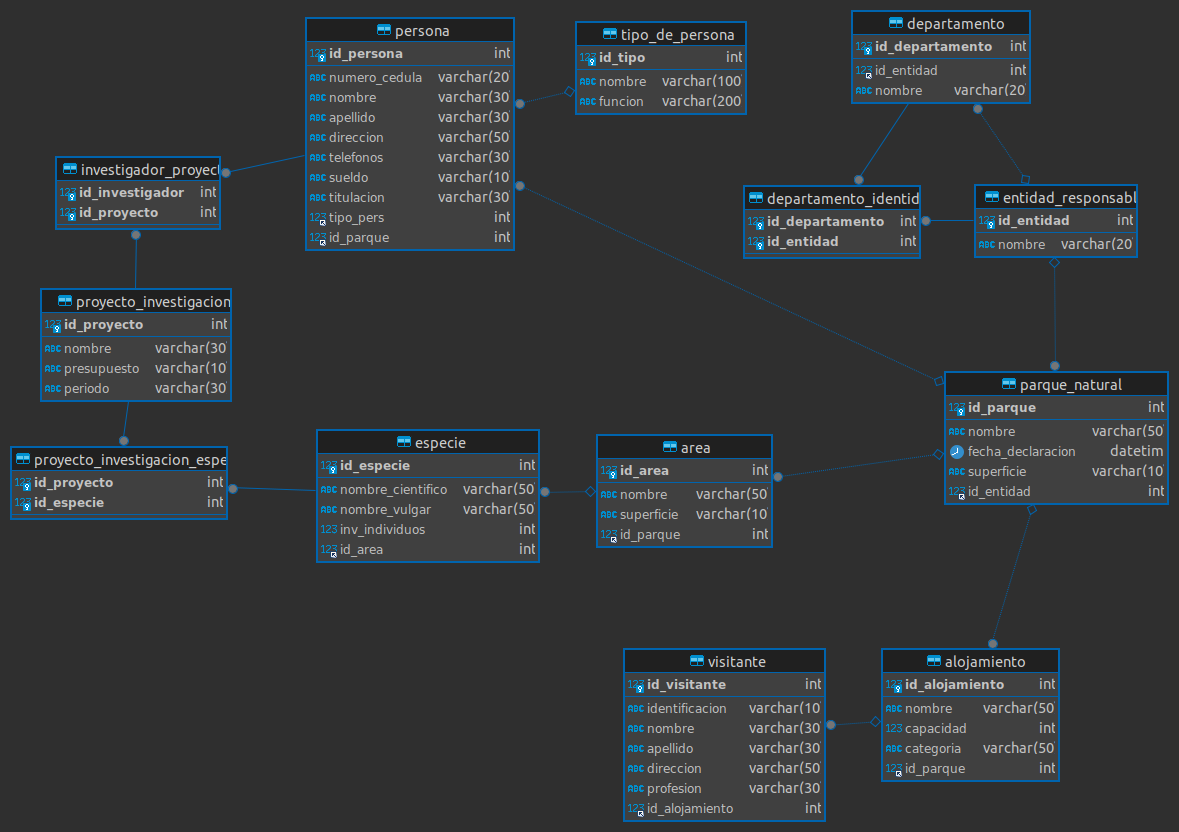 persona
123 id_persona int
ABC numero_cedula varchar(20
ABC nombre varchar(30
ABC apellido varchar(30
ABC direccion varchar(50
ABC telefonos varchar(30
ABC sueldo varchar(10
ABC titulacion varchar(30
123 tipo_pers int
123 id_parque int
tipo_de_persona
123 id_tipo int
ABC nombre varchar(100
ABC funcion varchar(200
departamento
123 id_departamento int
123 id_entidad int
ABC nombre varchar(20
investigador_proyect
123 id_investigador int
123 id_proyecto int
departamento_identid
123 id_departamento int
123 id_entidad int
entidad_responsabl
123 id_entidad int
ABC nombre varchar(20
proyecto_investigacion
123 id_proyecto int
ABC nombre varchar(30
ABC presupuesto varchar(10
ABC periodo varchar(30
parque_natural
123 id_parque int
ABC nombre varchar(50
fecha_declaracion datetim
ABC superficie varchar(10
123 id_entidad int
proyecto_investigacion_espe
123 id_proyecto int
123 id_especie int
especie
123 id_especie int
ABC nombre_cientifico varchar(50
ABC nombre_vulgar varchar(50
123 inv_individuos int
123 id_area int
area
123 id_area int
ABC nombre varchar(50
ABC superficie varchar(10
123 id_parque int
visitante
123 id_visitante int
ABC identificacion varchar(10
ABC nombre varchar(30
ABC apellido varchar(30
ABC direccion varchar(50
ABC profesion varchar(30
123 id_alojamiento int
alojamiento
123 id_alojamiento int
ABC nombre varchar(50
123 capacidad int
ABC categoria varchar(50
123 id_parque int